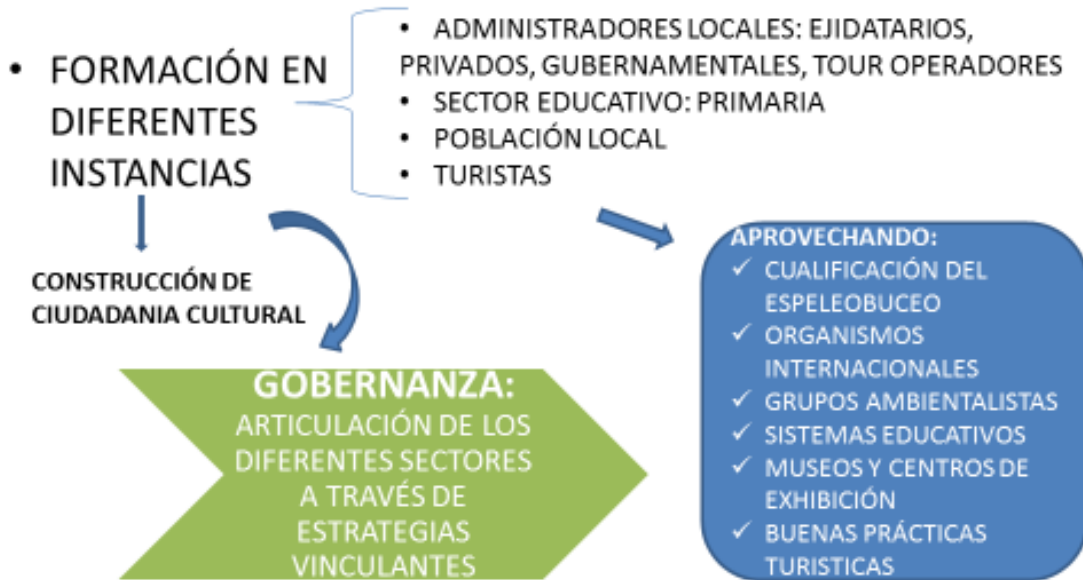 • FORMACIÓN EN
DIFERENTES
INSTANCIAS
• ADMINISTRADORES LOCALES: EJIDATARIOS,
PRIVADOS, GUBERNAMENTALES, TOUR OPERADORES
• SECTOR EDUCATIVO: PRIMARIA
• POBLACIÓN LOCAL
• TURISTAS
CONSTRUCCIÓN DE
CIUDADANIA CULTURAL
GOBERNANZA:
ARTICULACIÓN DE LOS
DIFERENTES SECTORES
A TRAVÉS DE
ESTRATEGIAS
VINCULANTES
APROVECHANDO:
✓ CUALIFICACIÓN DEL
ESPELEOBUCEO
✓ ORGANISMOS
INTERNACIONALES
✓ GRUPOS AMBIENTALISTAS
✓ SISTEMAS EDUCATIVOS
✓ MUSEOS Y CENTROS DE
EXHIBICIÓN
✓ BUENAS PRÁCTICAS
TURISTICAS